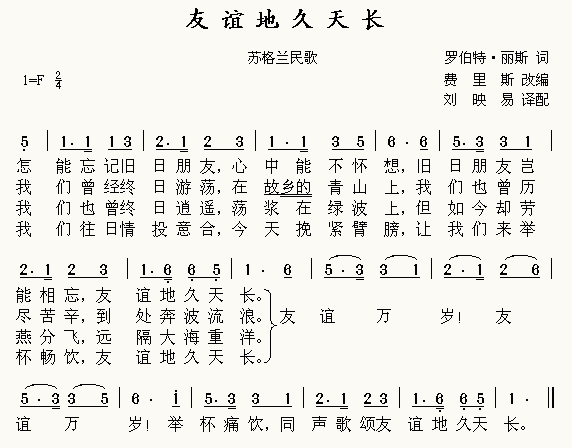 友谊地久天长
苏格兰民歌
罗伯特·丽斯 词
1=F 2/4
费里斯 改编
刘映易 译配
5 | 1· 1 1 3 | 2· 1 2 3 | 1· 1 3 5 | 6· 6 | 5· 3 3 1 |
怎能忘记旧日朋友,心中能不怀想,旧日朋友岂
我们曾经终日游荡,在故乡的青山上,我们也曾历
我们也曾终日逍遥,荡浆在绿波上,但如今却劳
我们往日情投意合,今天挽紧臂膀,让我们来举
2· 1 2 3 | 1· 6 6 5 | 1 · 6 | 5· 3 3 1 | 2· 1 2 6 |
能相忘,友谊地久天长。
尽苦辛,到处奔波流浪。友谊万岁!友
燕分飞,远隔大海重洋。
杯畅饮,友谊地久天长。
5· 3 3 5 | 6 · i | 5· 3 3 1 | 2· 1 2 3 | 1· 6 6 5 | 1 · ‖
谊万岁!举杯痛饮,同声歌颂友谊地久天长。